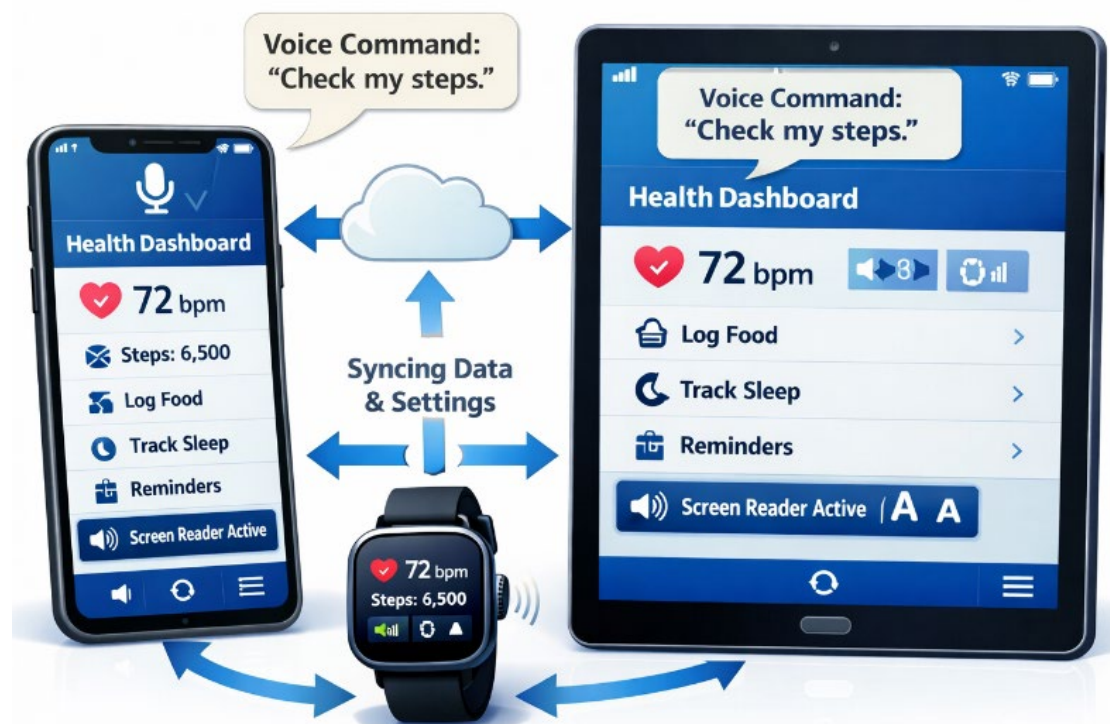 Voice Command:
“Check my steps.”
Health Dashboard
72 bpm
Steps: 6,500
Log Food
Track Sleep
Reminders
Screen Reader Active
Syncing Data
& Settings
72 bpm
Steps: 6,500
Voice Command:
“Check my steps.”
Health Dashboard
72 bpm
Log Food
Track Sleep
Reminders
Screen Reader Active A A